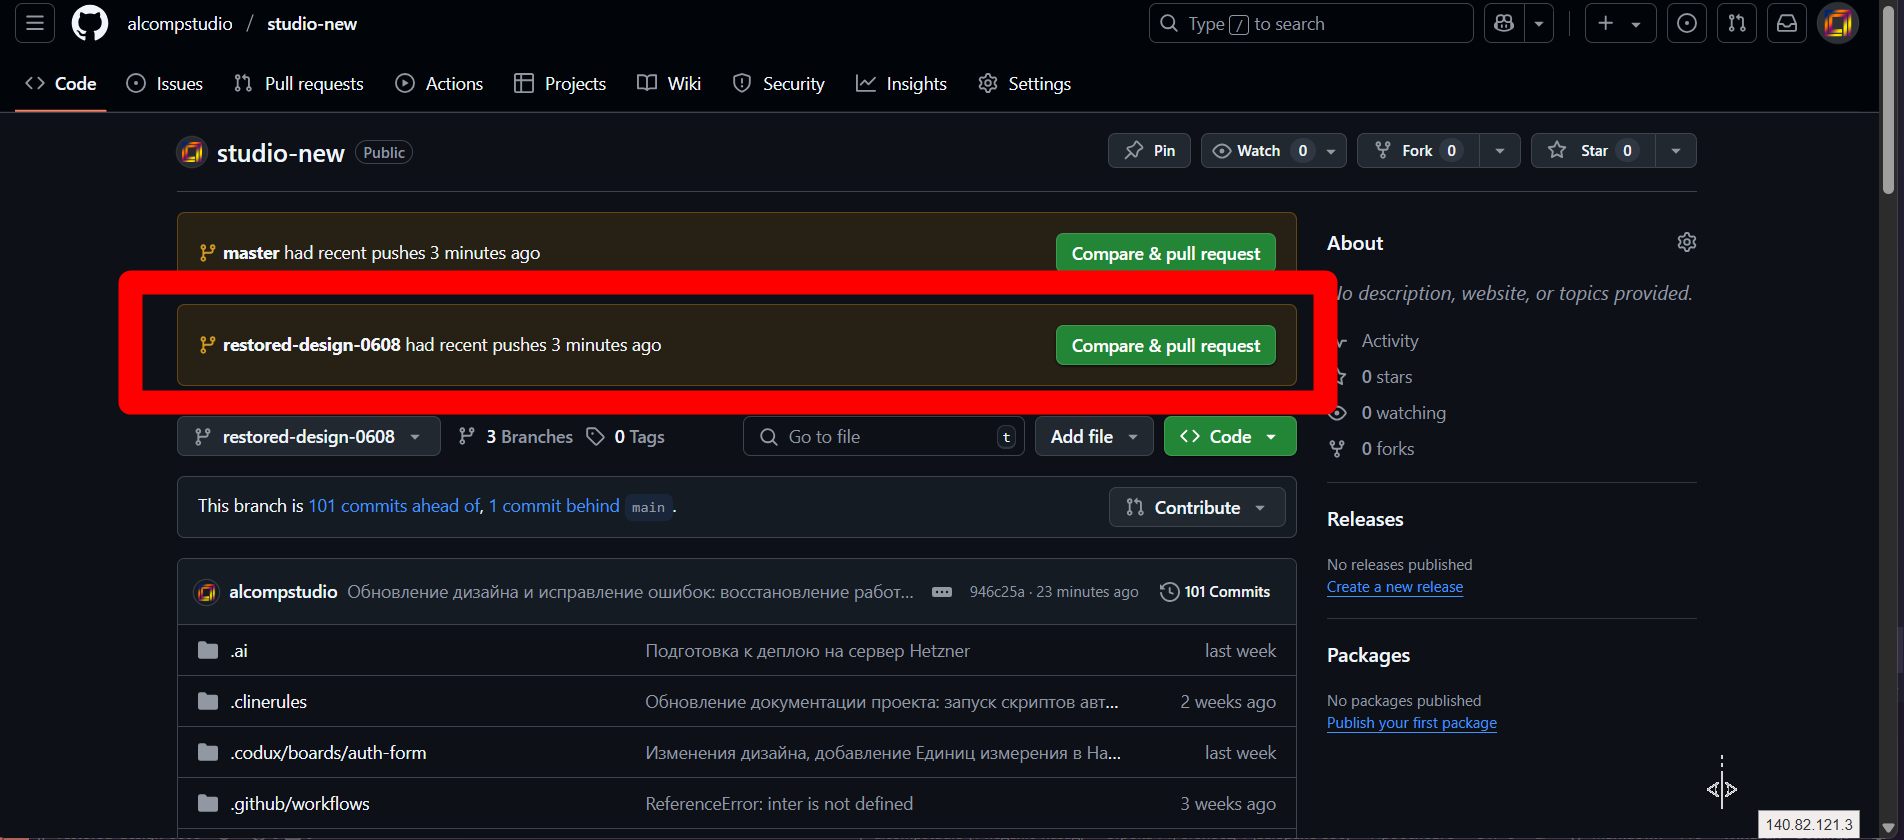 alcompstudio / studio-new
Type / to search
Code Issues Pull requests Actions Projects Wiki Security Insights Settings
studio-new Public
Pin Watch 0 Fork 0 Star 0
master had recent pushes 3 minutes ago
Compare & pull request
restored-design-0608 had recent pushes 3 minutes ago
Compare & pull request
restored-design-0608 3 Branches 0 Tags
Go to file t Add file Code
This branch is 101 commits ahead of, 1 commit behind main .
Contribute
alcompstudio Обновление дизайна и исправление ошибок: восстановление работ... 946c25a · 23 minutes ago 101 Commits
.ai Подготовка к деплою на сервер Hetzner last week
.clinerules Обновление документации проекта: запуск скриптов авт... 2 weeks ago
.codux/boards/auth-form Изменения дизайна, добавление Единиц измерения в На... last week
.github/workflows ReferenceError: inter is not defined 3 weeks ago
About
No description, website, or topics provided.
Activity
0 stars
0 watching
0 forks
Releases
No releases published
Create a new release
Packages
No packages published
Publish your first package
140.82.121.3